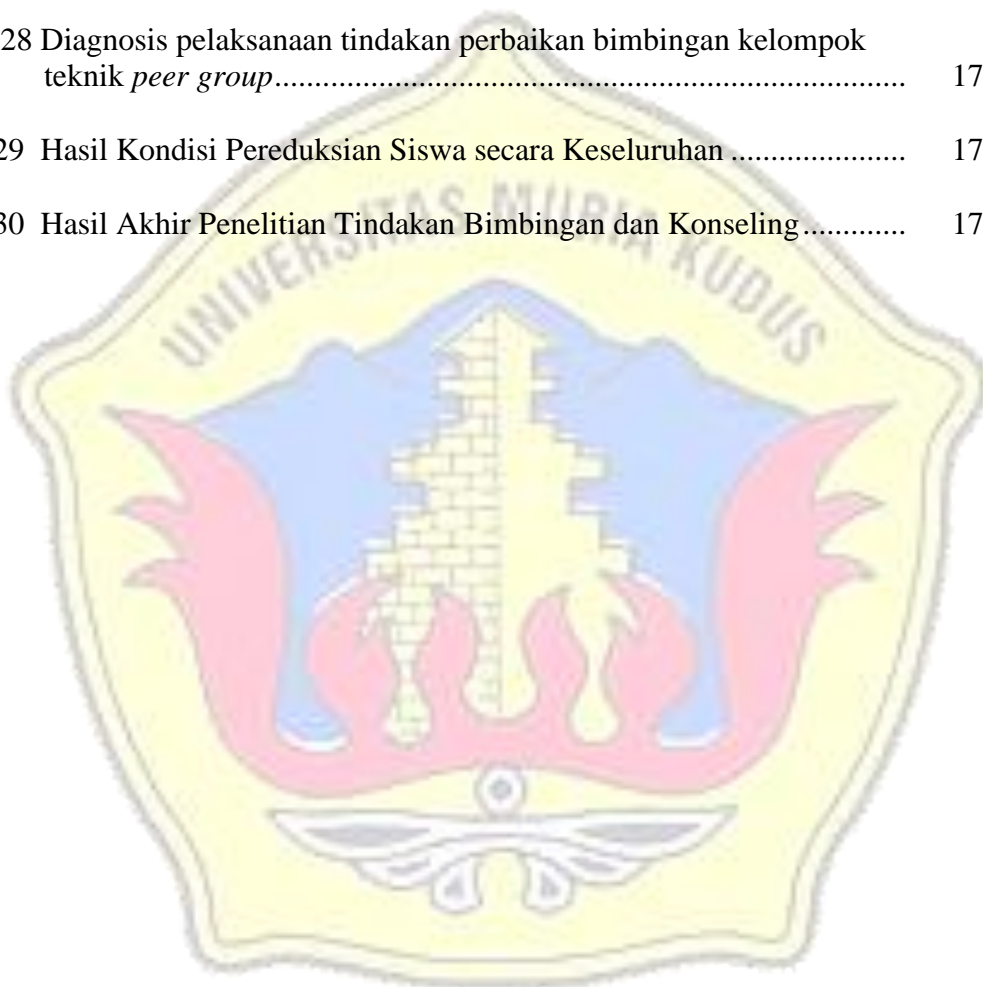 28 Diagnosis pelaksanaan tindakan perbaikan bimbingan kelompok
teknik peer group.......................................................................... 17
29 Hasil Kondisi Pereduksian Siswa secara Keseluruhan ...................... 17
30 Hasil Akhir Penelitian Tindakan Bimbingan dan Konseling............ 17
UNIVERSITAS MURIA KUDUS